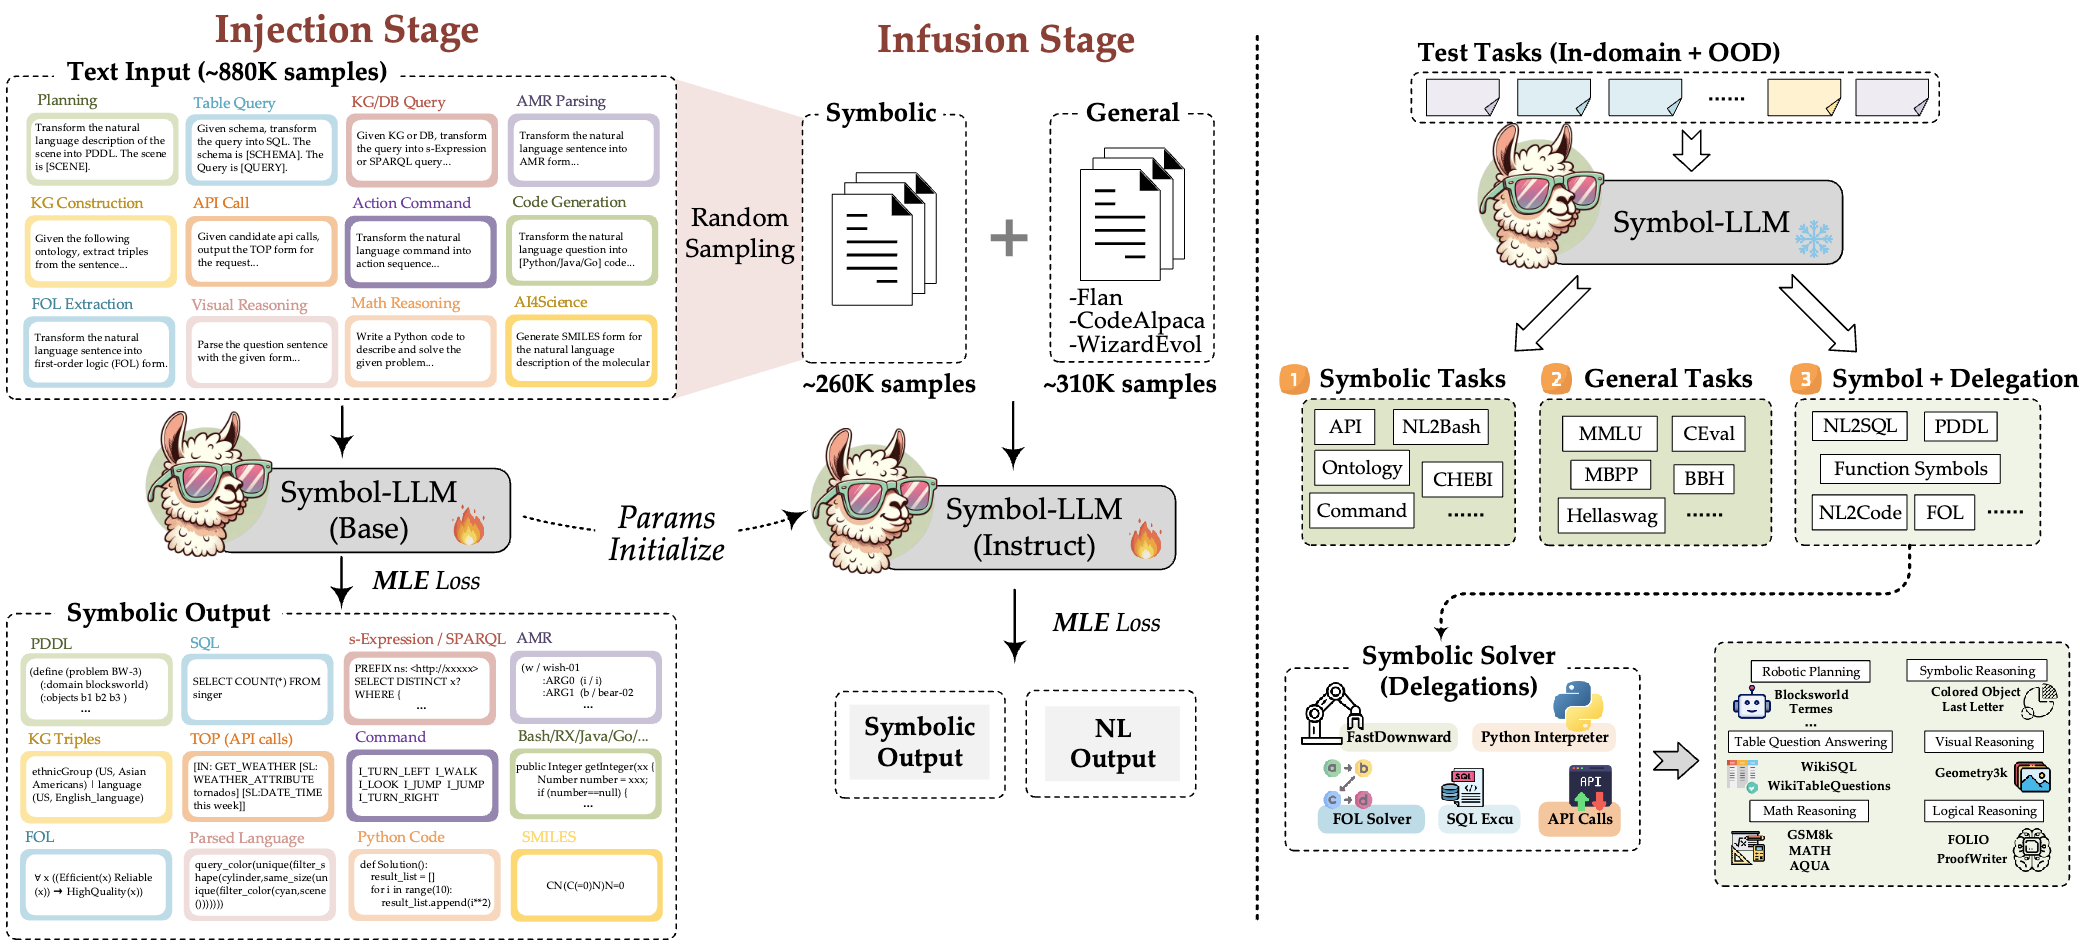 Injection Stage
Text Input (~880K samples)
Planning
Transform the natural
language description of the
scene into PDDL. The scene
is [SCENE].
Table Query
Given schema, transform
the query into SQL. The
schema is [SCHEMA]. The
Query is [QUERY].
KG/DB Query
Given KG or DB, transform
the query into s-Expression
or SPARQL query...
AMR Parsing
Transform the natural
language sentence into
AMR form...
KG Construction
Given the following
ontology, extract triples
from the sentence...
API Call
Given candidate api calls,
output the TOP form for
the request...
Action Command
Transform the natural
language command into
action sequence...
Code Generation
Transform the natural
language question into
[Python/Java/Go] code...
FOL Extraction
Transform the natural
language sentence into
first-order logic (FOL) form.
Visual Reasoning
Parse the question sentence
with the given form...
Math Reasoning
Write a Python code to
describe and solve the
given problem...
AI4Science
Generate SMILES form for
the natural language
description of the molecular
Symbol-LLM
(Base)
MLE Loss
Symbolic Output
PDDL
(define (problem BW-3)
(:domain blocksworld)
(:objects b1 b2 b3 )
...
SQL
SELECT COUNT(*) FROM
singer
s-Expression / SPARQL
PREFIX ns: <http://xxxxx>
SELECT DISTINCT x?
WHERE {
...
AMR
(w / wish-01
:ARG0 (i / i)
:ARG1 (b / bear-02
...
KG Triples
ethnicGroup (US, Asian
Americans) | language
(US, English_language)
TOP (API calls)
[IN: GET_WEATHER [SL:
WEATHER_ATTRIBUTE
tornados] [SL:DATE_TIME
this week]]
Command
I_TURN_LEFT I_WALK
I_LOOK I_JUMP I_JUMP
I_TURN_RIGHT
Bash/RX/Java/Go/...
public Integer getInteger(xx {
Number number = xxx;
if (number==null) {
...
FOL
∀ x ((Efficient(x) Reliable
(x)) → HighQuality(x))
Parsed Language
query_color(unique(filter_s
hape(cylinder,same_size(un
ique(filter_color(cyan,scene
()))))))
Python Code
def Solution():
result_list = []
for i in range(10):
result_list.append(i**2)
SMILES
CN(C(=0)N)N=0
Infusion Stage
Random
Sampling
Symbolic
~260K samples
+
General
-Flan
-CodeAlpaca
-WizardEvol
~310K samples
Params
Initialize
Symbol-LLM
(Instruct)
MLE Loss
Symbolic
Output
NL
Output
Test Tasks (In-domain + OOD)
......
Symbol-LLM
1 Symbolic Tasks
API
NL2Bash
Ontology
CHEBI
Command
......
2 General Tasks
MMLU
CEval
MBPP
BBH
Hellaswag
......
3 Symbol + Delegation
NL2SQL
PDDL
Function Symbols
NL2Code
FOL
......
Symbolic Solver
(Delegations)
FastDownward
Python Interpreter
a b
c d
FOL Solver
SQL
SQL Excu
API
API Calls
Robotic Planning
Blocksworld
Termes
...
Symbolic Reasoning
Colored Object
Last Letter
Table Question Answering
WikiSQL
WikiTableQuestions
Visual Reasoning
Geometry3k
Math Reasoning
GSM8k
MATH
AQUA
Logical Reasoning
FOLIO
ProofWriter